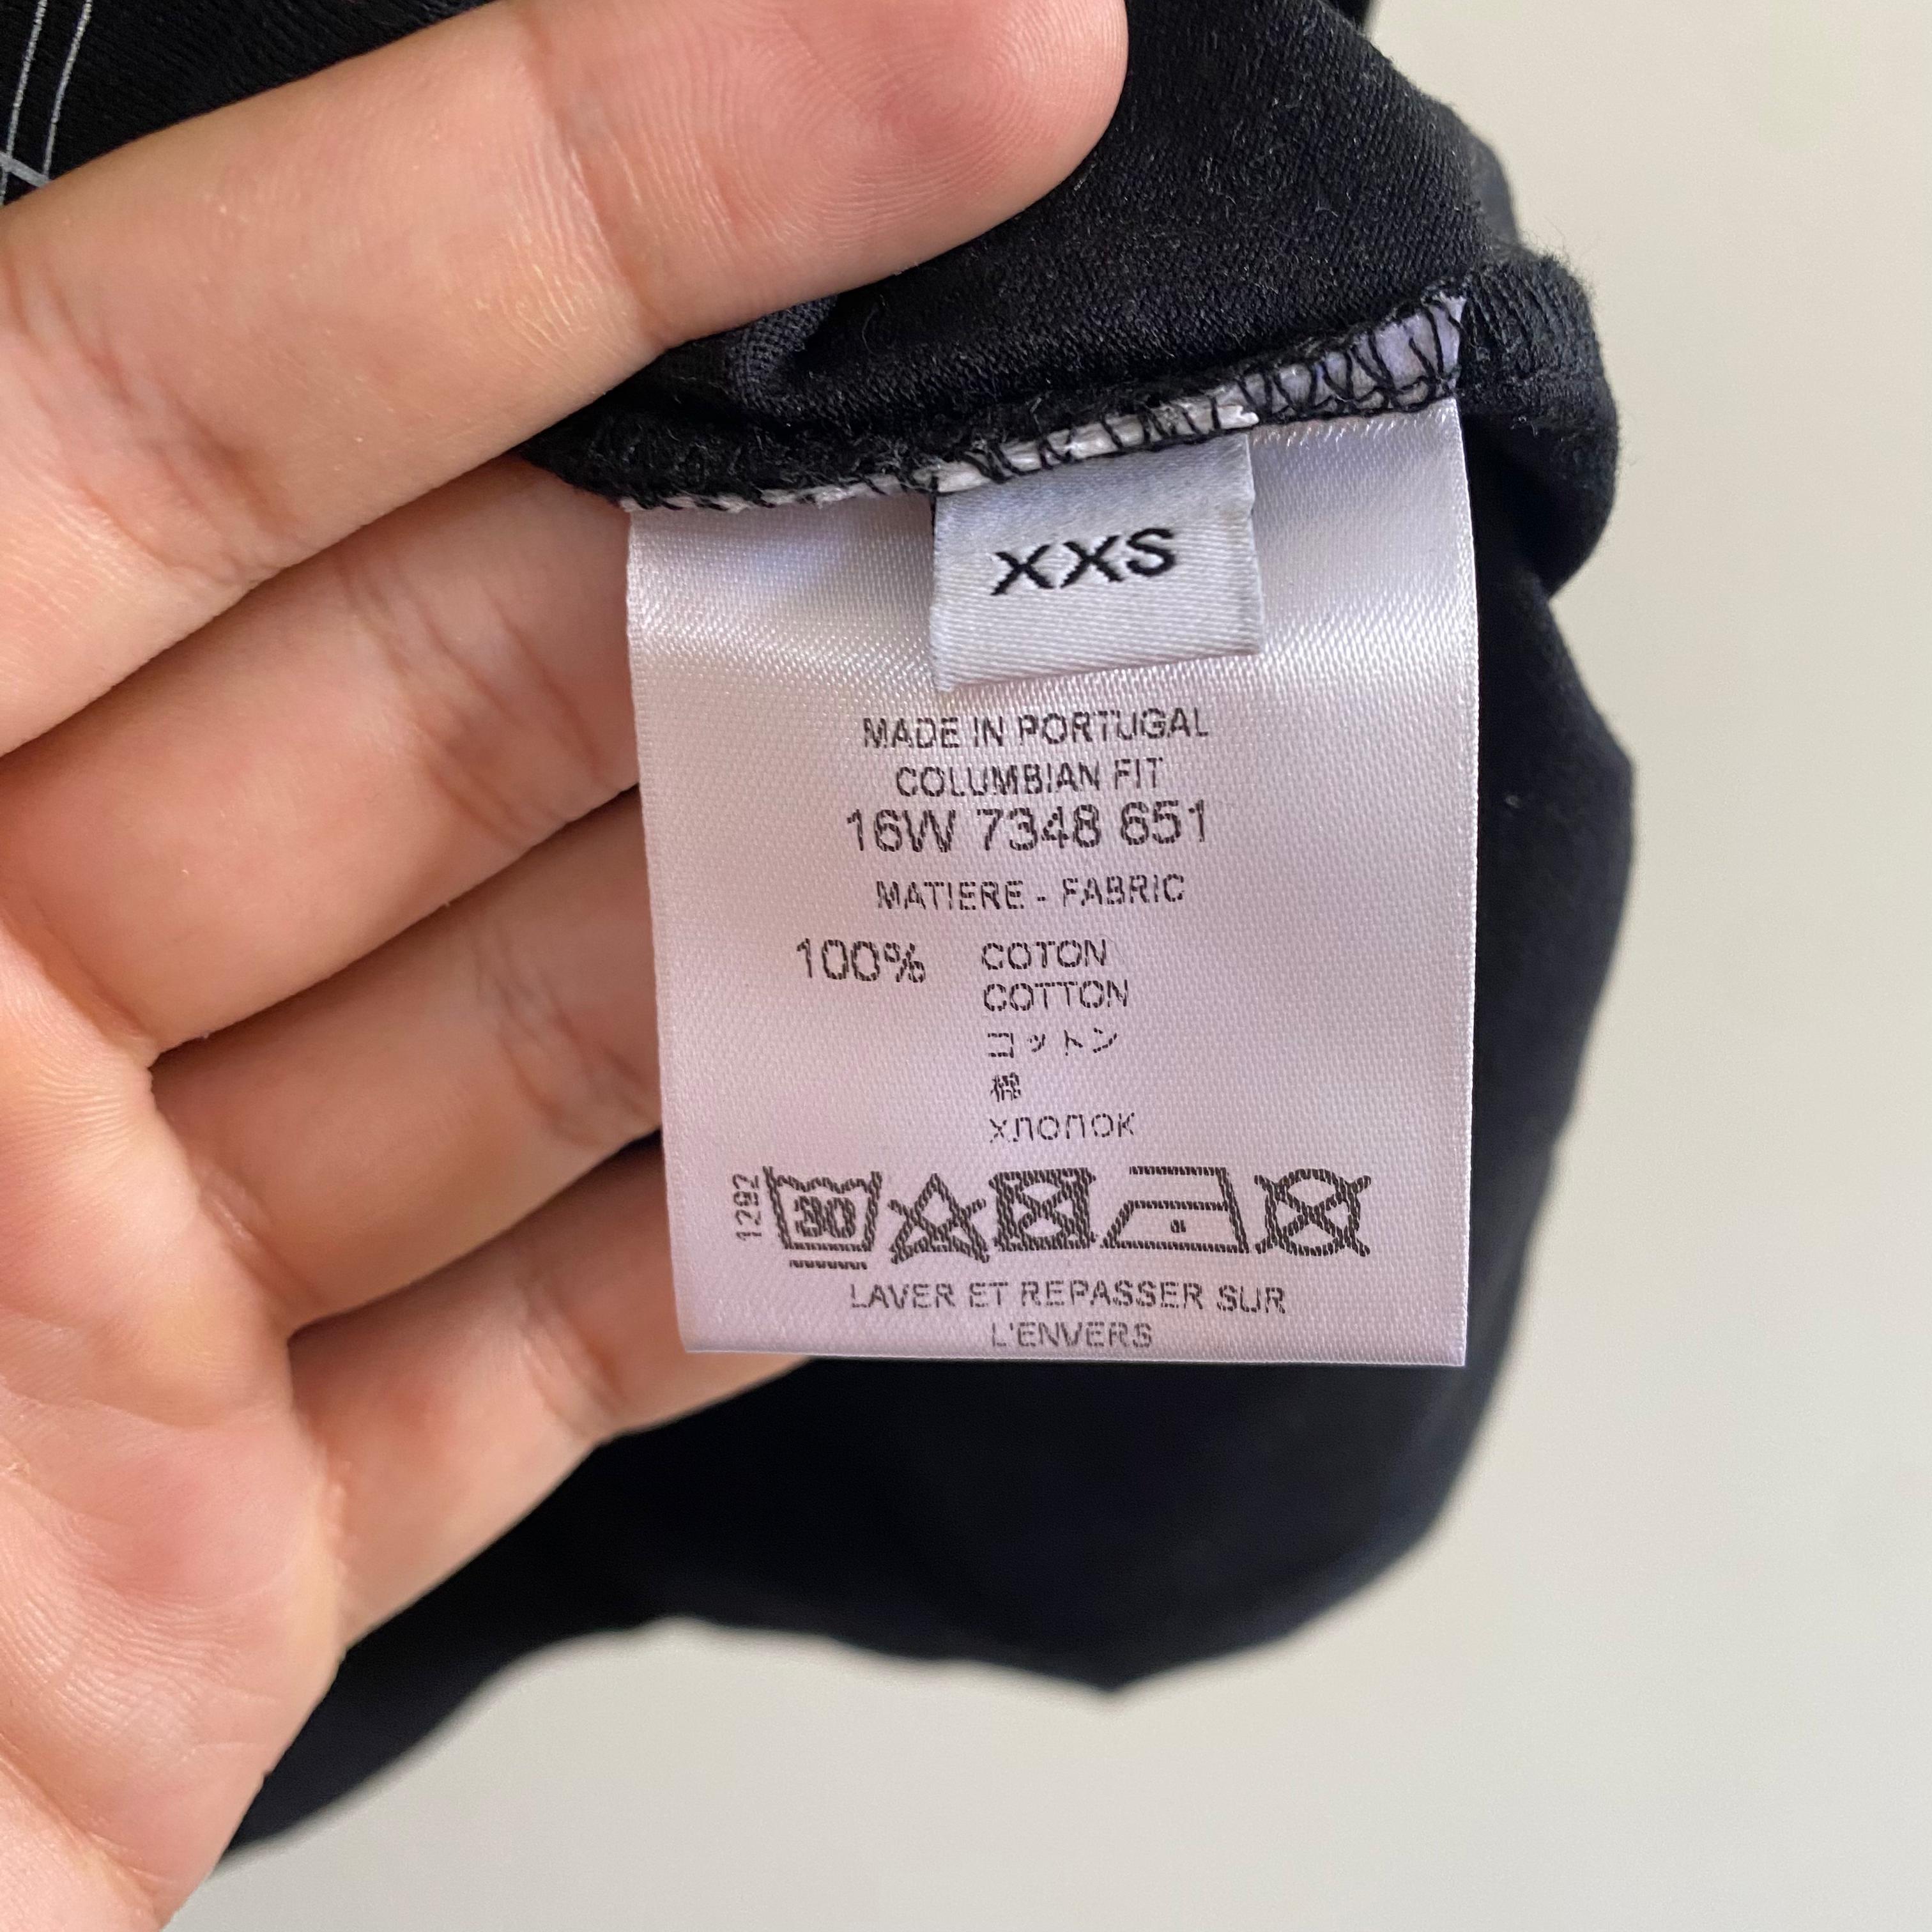 XXS
MADE IN PORTUGAL
COLUMBIAN FIT
16W 7348 651
MATIERE - FABRIC
100% COTON
COTTON
コットン
棉
хлопок
1292
30
LAVER ET REPASSER SUR
L'ENVERS